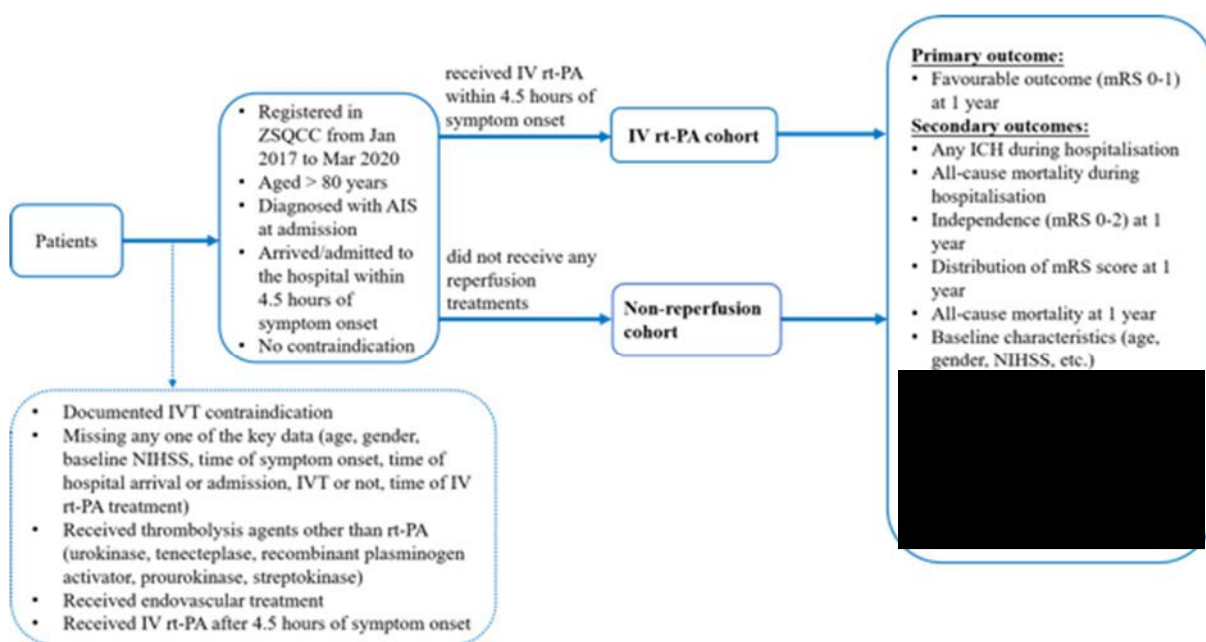 Patients
• Registered in
ZSQCC from Jan
2017 to Mar 2020
• Aged > 80 years
• Diagnosed with AIS
at admission
• Arrived/admitted to
the hospital within
4.5 hours of
symptom onset
• No contraindication
received IV rt-PA
within 4.5 hours of
symptom onset
IV rt-PA cohort
did not receive any
reperfusion
treatments
Non-reperfusion
cohort
Primary outcome:
• Favourable outcome (mRS 0-1)
at 1 year
Secondary outcomes:
• Any ICH during hospitalisation
• All-cause mortality during
hospitalisation
• Independence (mRS 0-2) at 1
year
• Distribution of mRS score at 1
year
• All-cause mortality at 1 year
• Baseline characteristics (age,
gender, NIHSS, etc.)
• Documented IVT contraindication
• Missing any one of the key data (age, gender,
baseline NIHSS, time of symptom onset, time of
hospital arrival or admission, IVT or not, time of IV
rt-PA treatment)
• Received thrombolysis agents other than rt-PA
(urokinase, tenecteplase, recombinant plasminogen
activator, prourokinase, streptokinase)
• Received endovascular treatment
• Received IV rt-PA after 4.5 hours of symptom onset